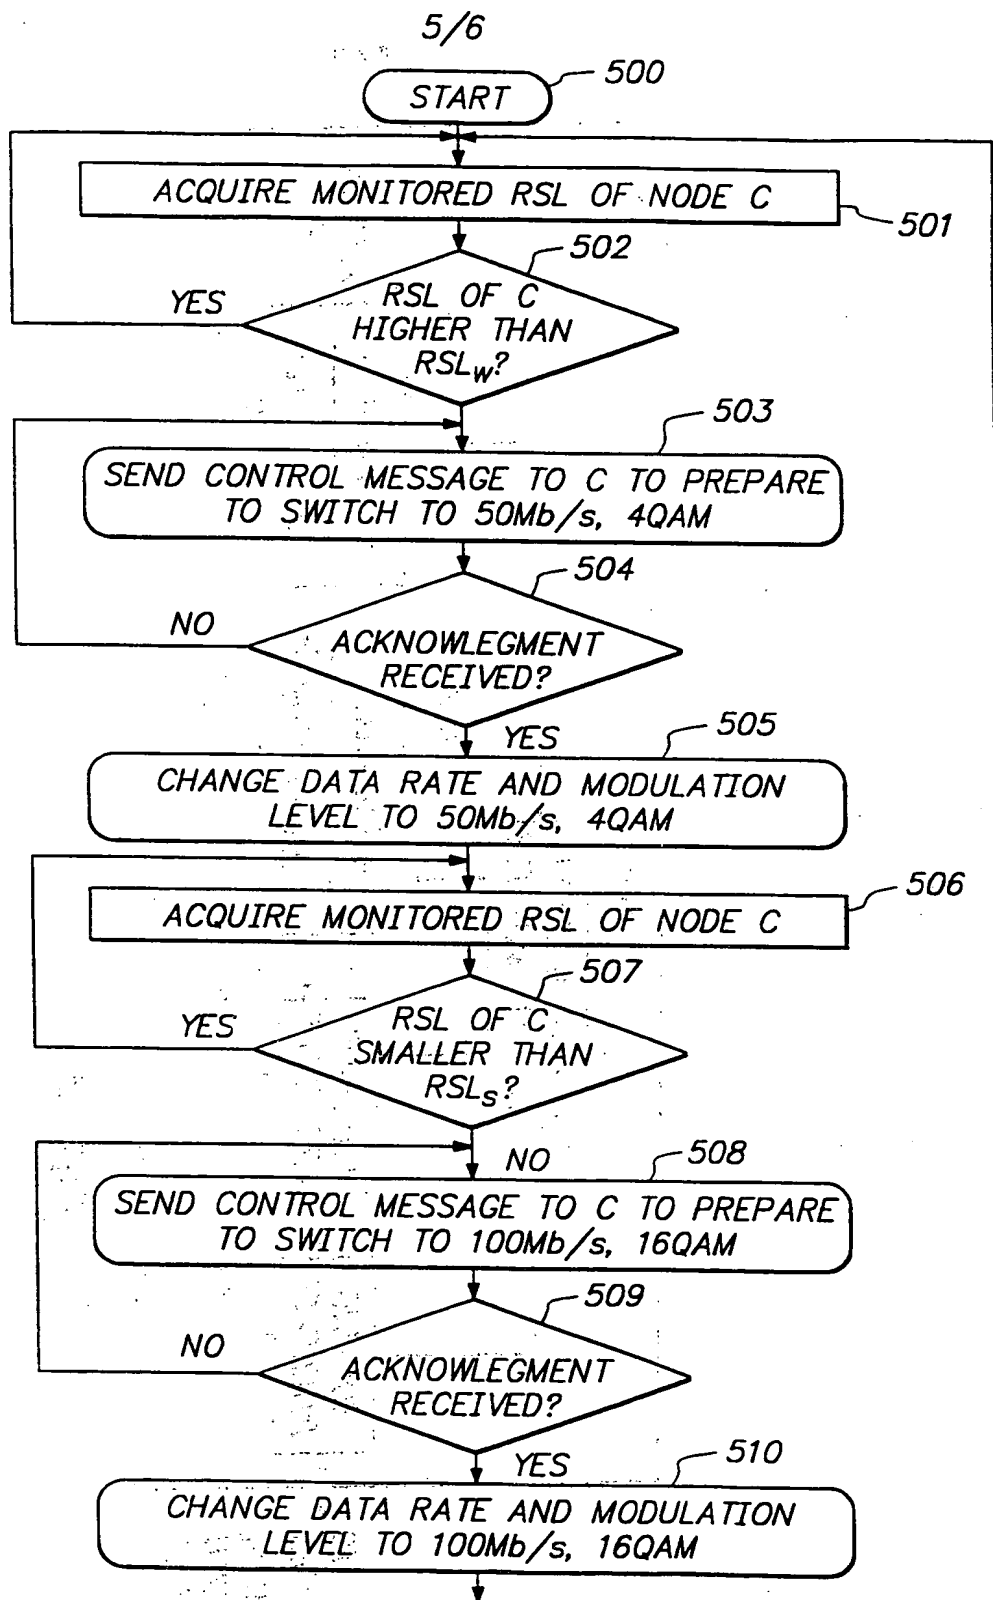 5/6
500
START
ACQUIRE MONITORED RSL OF NODE C
501
502
YES
RSL OF C
HIGHER THAN
RSLW?
503
SEND CONTROL MESSAGE TO C TO PREPARE
TO SWITCH TO 50Mb/s, 4QAM
504
NO
ACKNOWLEGMENT
RECEIVED?
YES
505
CHANGE DATA RATE AND MODULATION
LEVEL TO 50Mb/s, 4QAM
506
ACQUIRE MONITORED RSL OF NODE C
507
YES
RSL OF C
SMALLER THAN
RSLS?
NO
508
SEND CONTROL MESSAGE TO C TO PREPARE
TO SWITCH TO 100Mb/s, 16QAM
509
NO
ACKNOWLEGMENT
RECEIVED?
YES
510
CHANGE DATA RATE AND MODULATION
LEVEL TO 100Mb/s, 16QAM